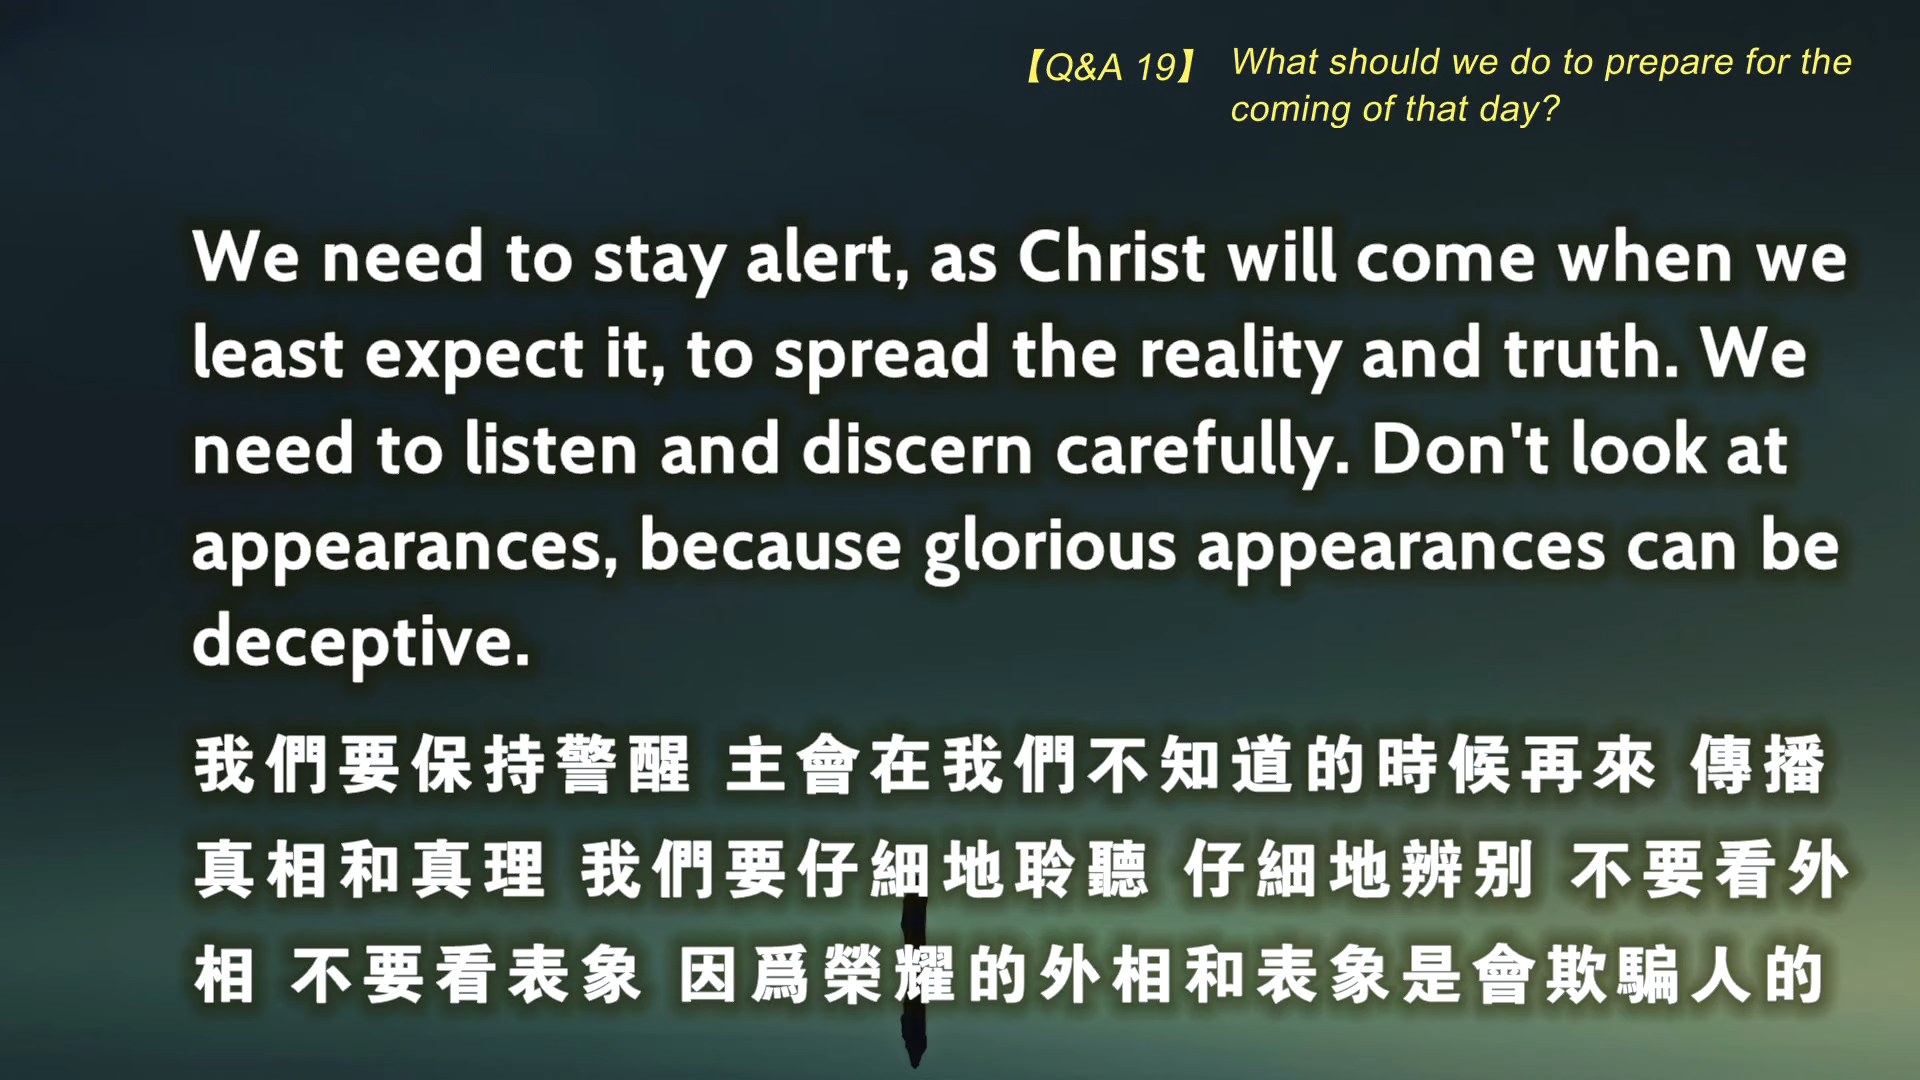 【Q&A 19】 What should we do to prepare for the
coming of that day?
We need to stay alert, as Christ will come when we
least expect it, to spread the reality and truth. We
need to listen and discern carefully. Don't look at
appearances, because glorious appearances can be
deceptive.
我們要保持警醒 主會在我們不知道的時候再來 傳播
真相和真理 我們要仔細地聆聽 仔細地辨别 不要看外
相 不要看表象 因爲榮耀的外相和表象是會欺騙人的